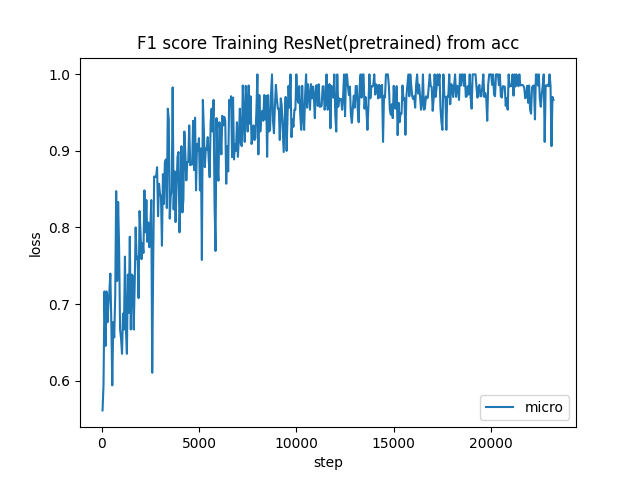 F1 score Training ResNet(pretrained) from acc
1.0
0.9
0.8
0.7
0.6
loss
0
5000
10000
15000
20000
step
micro